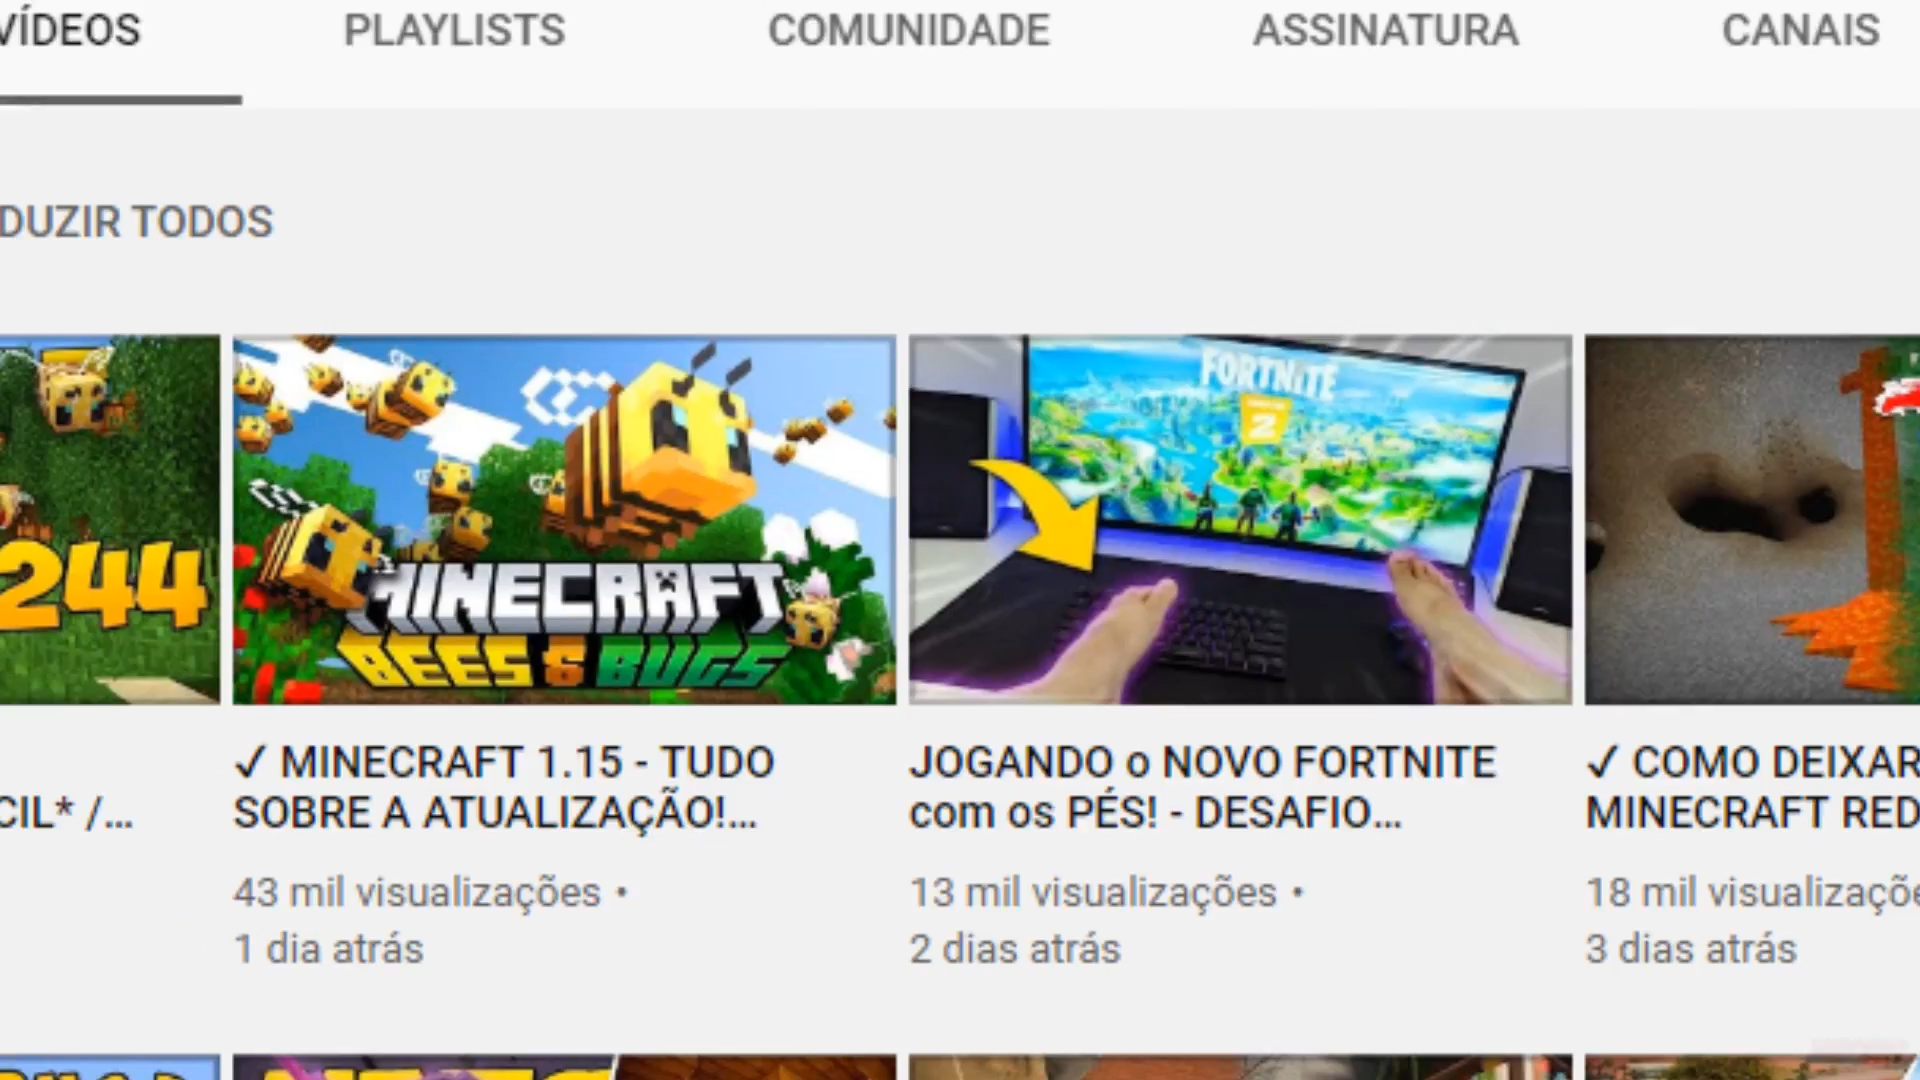 VÍDEOS PLAYLISTS COMUNIDADE ASSINATURA CANAIS
DUZIR TODOS
244
MINECRAFT
BEES & BUGS
FORTNITE
2
CIL* /...
✓ MINECRAFT 1.15 - TUDO
SOBRE A ATUALIZAÇÃO!...
43 mil visualizações •
1 dia atrás
JOGANDO o NOVO FORTNITE
com os PÉS! - DESAFIO...
13 mil visualizações •
2 dias atrás
✓ COMO DEIXAR
MINECRAFT RED
18 mil visualizaçõe
3 dias atrás